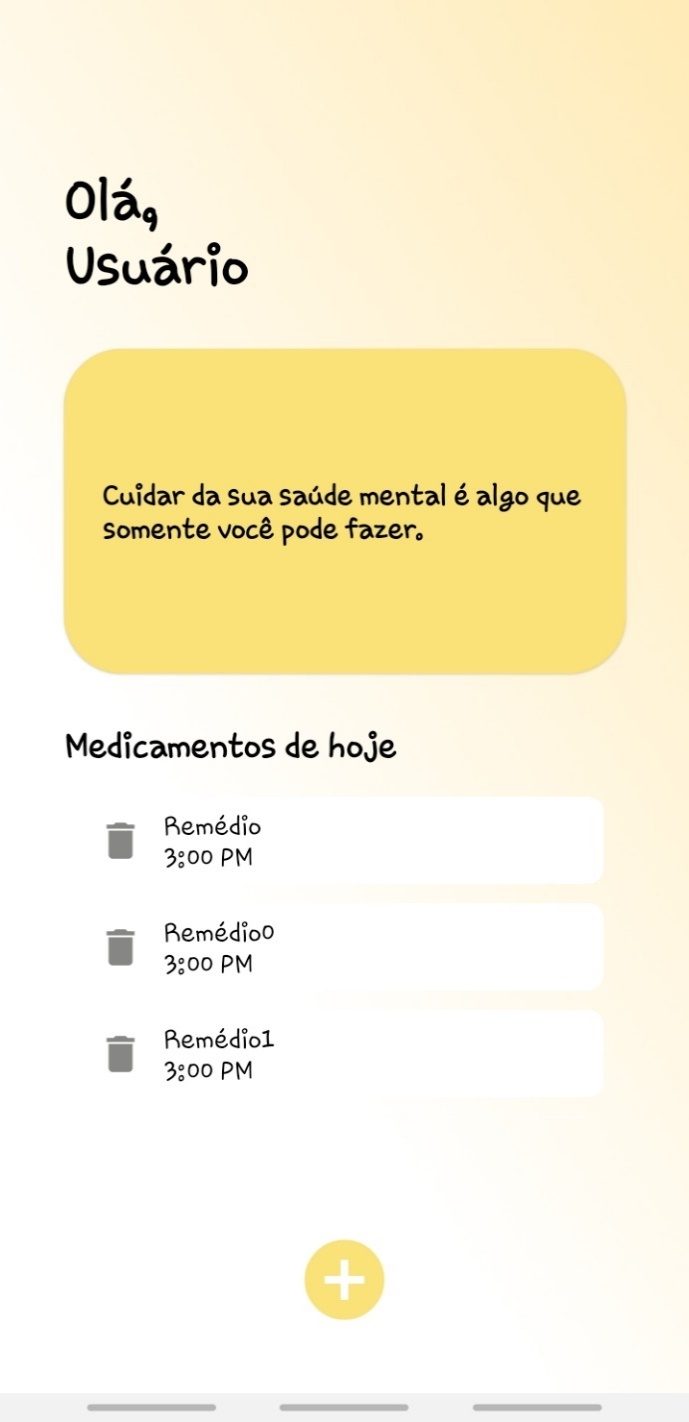 Olá,
Usuário
Cuidar da sua saúde mental é algo que
somente você pode fazer.
Medicamentos de hoje
Remédio
3:00 PM
Remédio0
3:00 PM
Remédio1
3:00 PM